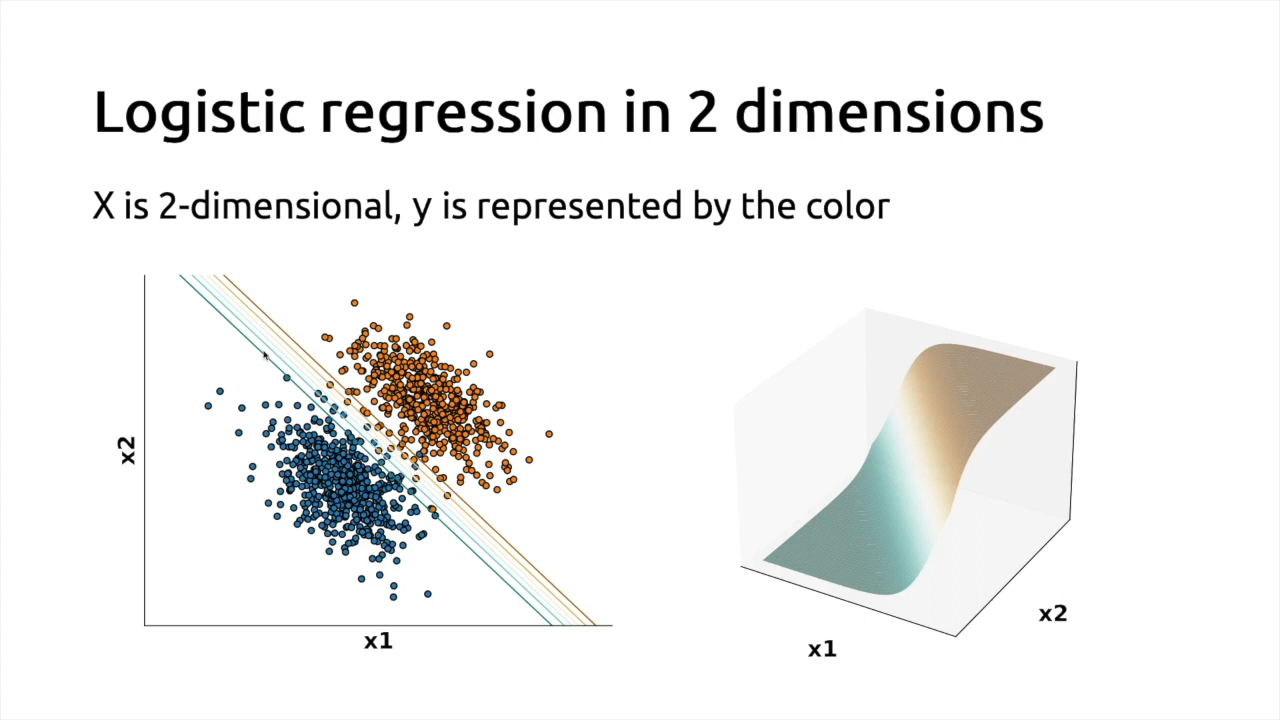 Logistic regression in 2 dimensions
X is 2-dimensional, y is represented by the color
x2
x1
x1
x2